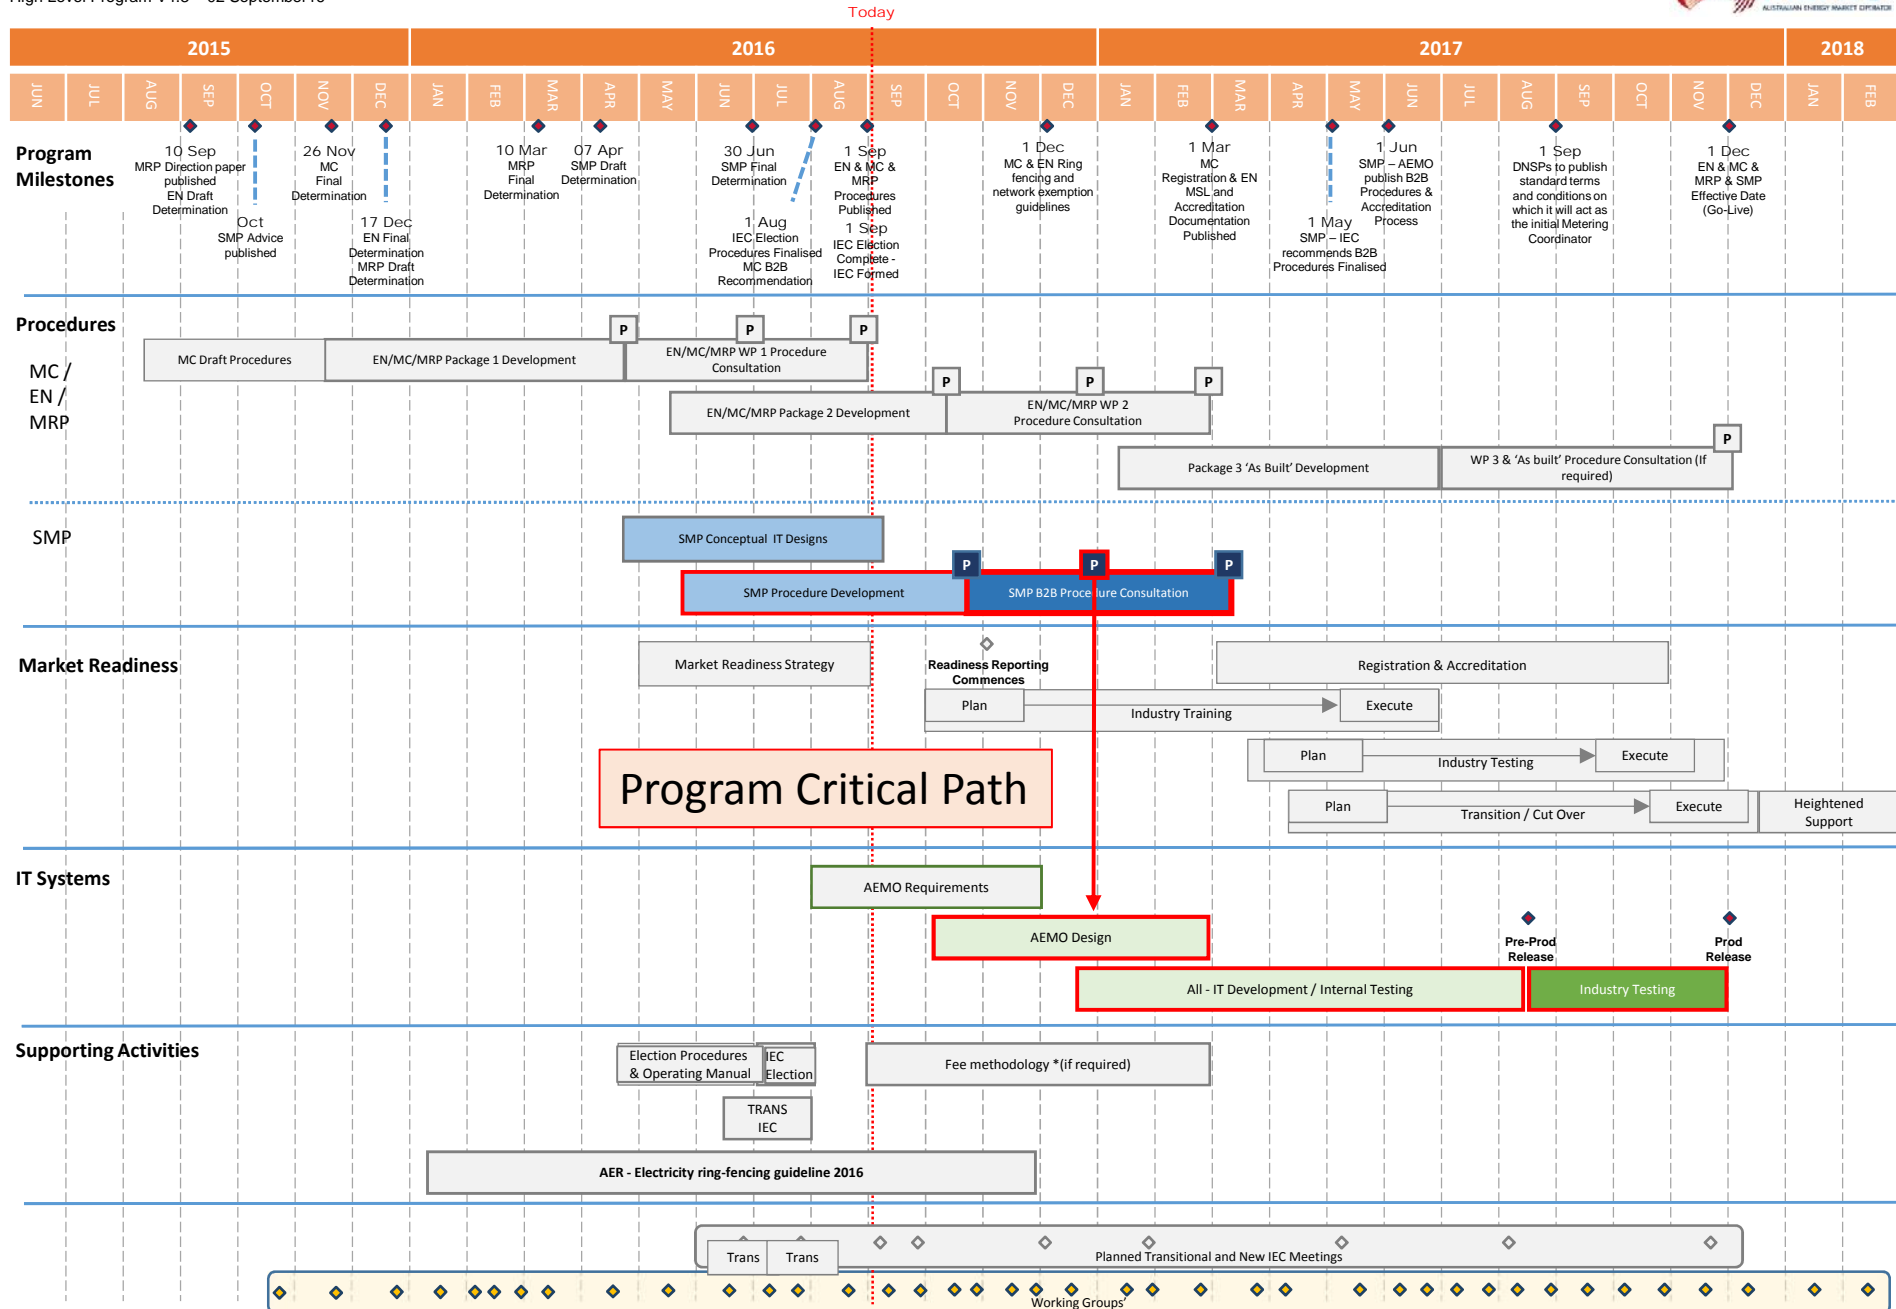 Today
AUSTRALIAN ENERGY MARKET OPERATOR
2015 2016 2017 2018
JUN JUL AUG SEP OCT NOV DEC JAN FEB MAR APR MAY JUN JUL AUG SEP OCT NOV DEC JAN FEB MAR APR MAY JUN JUL AUG SEP OCT NOV DEC JAN FEB
Program
Milestones
10 Sep
MRP Direction paper
published
EN Draft
Determination
Oct
SMP Advice
published
26 Nov
MC
Final
Determination
17 Dec
EN Final
Determination
MRP Draft
Determination
10 Mar
MRP
Final
Determination
07 Apr
SMP Draft
Determination
30 Jun
SMP Final
Determination
1 Aug
IEC Election
Procedures Finalised
MC B2B
Recommendation
1 Sep
EN & MC &
MRP
Procedures
Published
1 Sep
IEC Election
Complete -
IEC Formed
1 Dec
MC & EN Ring
fencing and
network exemption
guidelines
1 Mar
MC
Registration & EN
MSL and
Accreditation
Documentation
Published
1 May
SMP – IEC
recommends B2B
Procedures Finalised
1 Jun
SMP – AEMO
publish B2B
Procedures &
Accreditation
Process
1 Sep
DNSPs to publish
standard terms
and conditions on
which it will act as
the initial Metering
Coordinator
1 Dec
EN & MC &
MRP & SMP
Effective Date
(Go-Live)
Procedures
MC /
EN /
MRP
P P P
MC Draft Procedures
EN/MC/MRP Package 1 Development
EN/MC/MRP WP 1 Procedure
Consultation
P P P
EN/MC/MRP Package 2 Development
EN/MC/MRP WP 2
Procedure Consultation
P
Package 3 'As Built' Development
WP 3 & 'As built' Procedure Consultation (If
required)
SMP
SMP Conceptual IT Designs
P P P
SMP Procedure Development
SMP B2B Procedure Consultation
Market Readiness
Market Readiness Strategy
Readiness Reporting
Commences
Registration & Accreditation
Plan Industry Training Execute
Plan Industry Testing Execute
Program Critical Path
Plan Transition / Cut Over Execute
Heightened
Support
IT Systems
AEMO Requirements
AEMO Design
Pre-Prod
Release
Prod
Release
All - IT Development / Internal Testing
Industry Testing
Supporting Activities
Election Procedures
& Operating Manual
IEC
Election
Fee methodology *(if required)
TRANS
IEC
AER - Electricity ring-fencing guideline 2016
Trans Trans
Planned Transitional and New IEC Meetings
Working Groups'